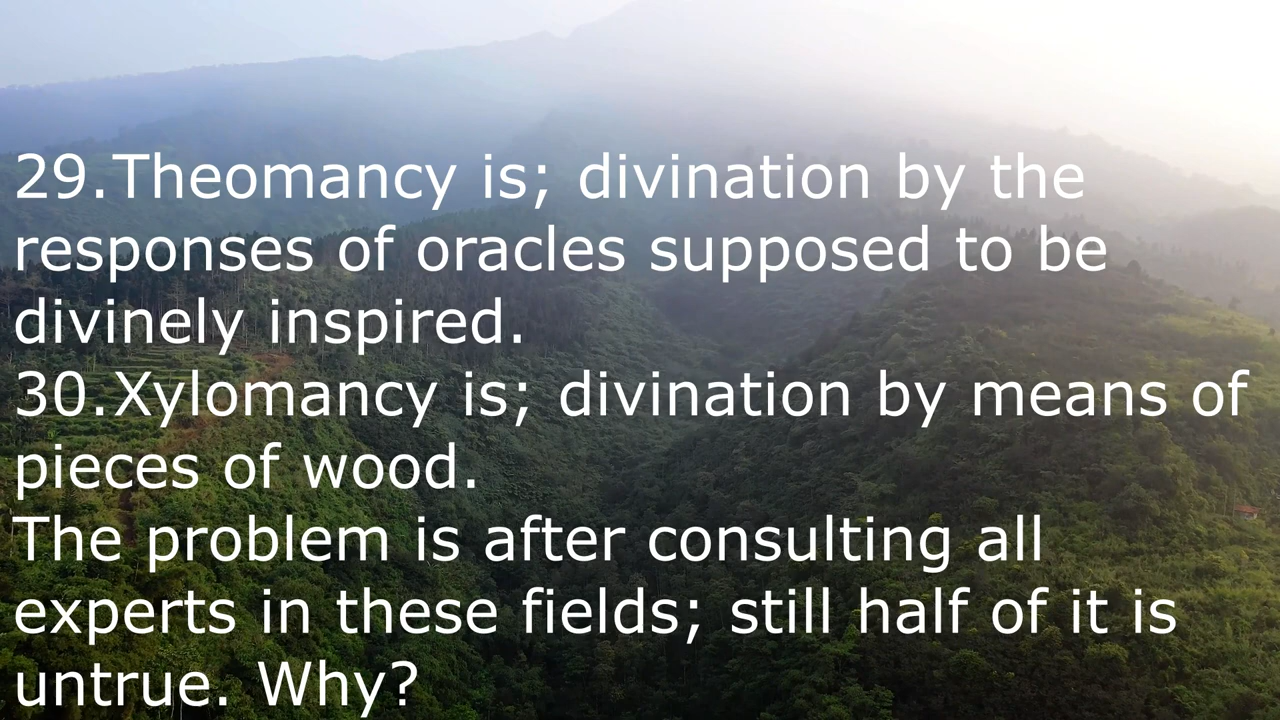 29.Theomancy is; divination by the
responses of oracles supposed to be
divinely inspired.
30.Xylomancy is; divination by means of
pieces of wood.
The problem is after consulting all
experts in these fields; still half of it is
untrue. Why?